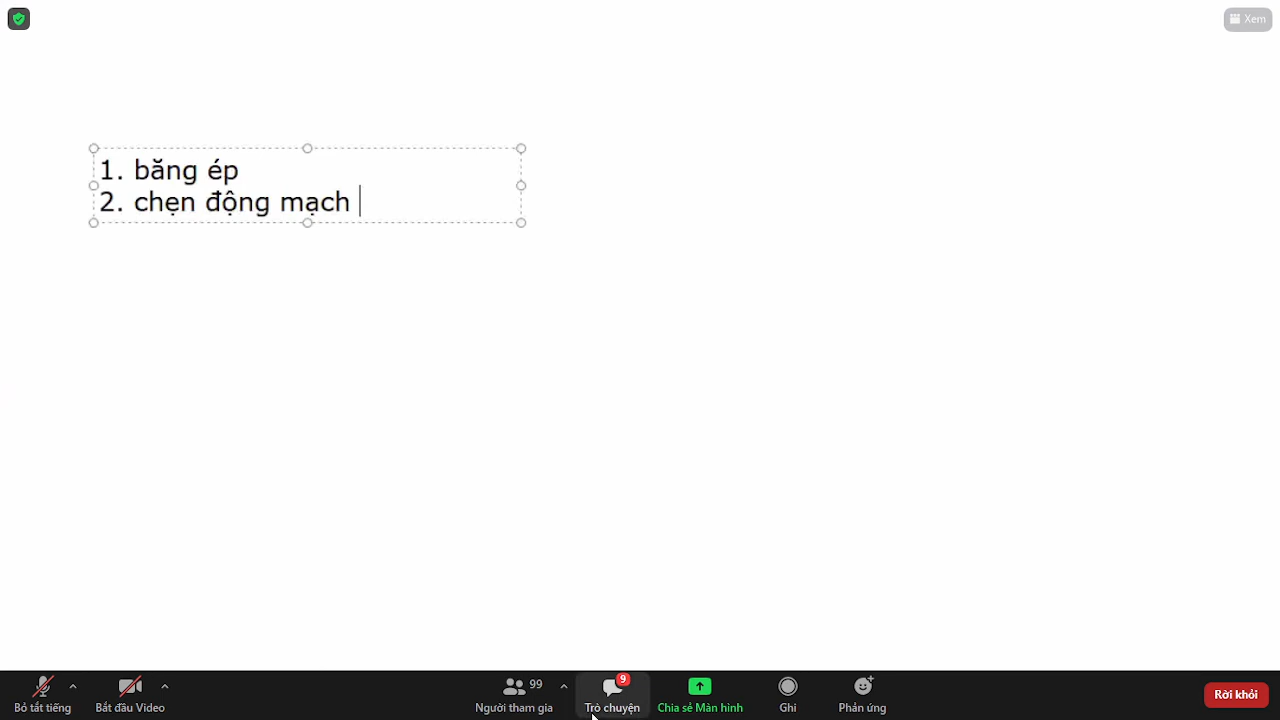 Xem
1. băng ép
2. chẹn động mạch
99
9
Bỏ tắt tiếng
Bắt đầu Video
Người tham gia
Trò chuyện
Chia sẻ Màn hình
Ghi
Phản ứng
Rời khỏi